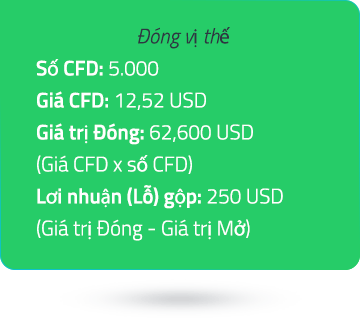 Đóng vị thế
Số CFD: 5.000
Giá CFD: 12,52 USD
Giá trị Đóng: 62,600 USD
(Giá CFD x số CFD)
Lơi nhuận (Lỗ) gộp: 250 USD
(Giá trị Đóng - Giá trị Mở)